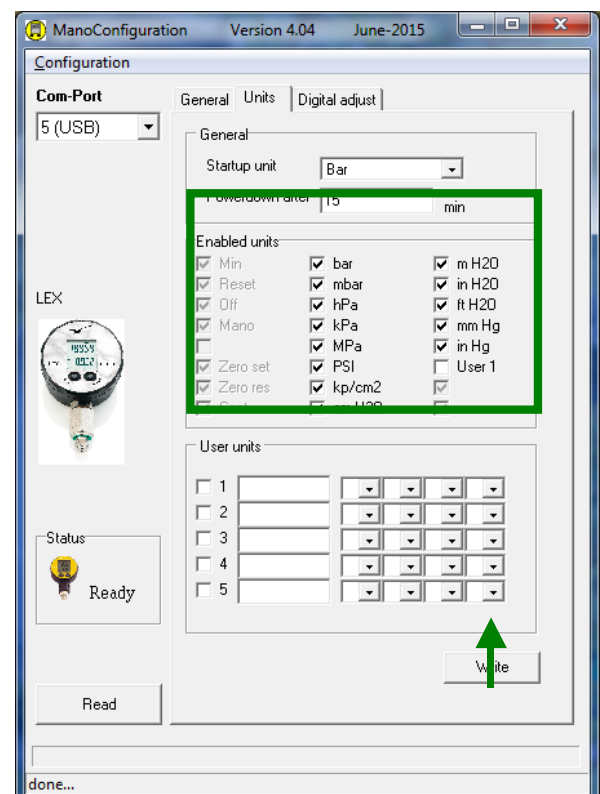 ManoConfiguration Version 4.04 June-2015
Configuration
Com-Port
5 (USB)
General Units Digital adjust
General
Startup unit Bar
Powerdown after 15 min
Enabled units
Min bar m H2O
Reset mbar in H2O
Off hPa ft H2O
Mano kPa mm Hg
MPa in Hg
Zero set PSI User 1
Zero res kp/cm2
cm H2O
LEX
User units
1
2
3
4
5
Status
Ready
Write
Read
done...